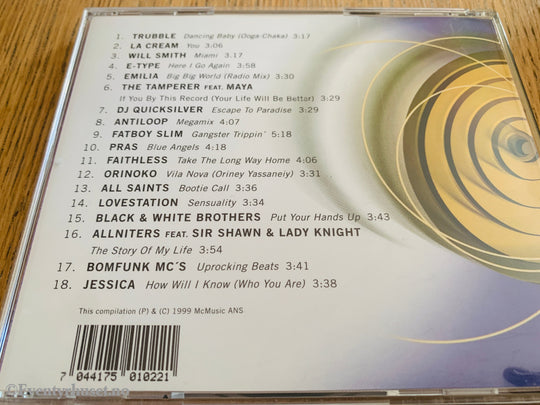 1. TRUBBLE Dancing Baby (Ooga-Chaka) 3:17
2. LA CREAM You 3:06
3. WILL SMITH Miami 3:17
4. E-TYPE Here I Go Again 3:58
5. EMILIA Big Big World (Radio Mix) 3:30
6. THE TAMPERER FEAT. MAYA
If You By This Record (Your Life Will Be Bettar) 3:29
7. DJ QUICKSILVER Escape To Paradise 3:29
8. ANTILOOP Megamix 4:07
9. FATBOY SLIM Gangster Trippin' 5:18
10. PRAS Blue Angels 4:18
11. FAITHLESS Take The Long Way Home 4:06
12. ORINOKO Vila Nova (Oriney Yassaneiy) 3:31
13. ALL SAINTS Bootie Call 3:36
14. LOVESTATION Sensuality 3:34
15. BLACK & WHITE BROTHERS Put Your Hands Up 3:43
16. ALLNITERS FEAT. SIR SHAWN & LADY KNIGHT
The Story Of My Life 3:54
17. BOMFUNK MC´S Uprocking Beats 3:41
18. JESSICA How Will I Know (Who You Are) 3:38
This compilation (P) & (C) 1999 McMusic ANS
7 044175 010221
© Eventyrhuset.no